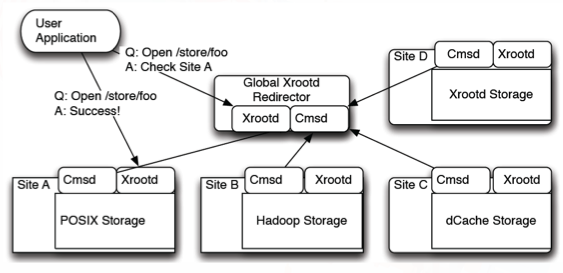 User
Application
Q: Open /store/foo
A: Check Site A
Q: Open /store/foo
A: Success!
Global Xrootd
Redirector
Xrootd
Cmsd
Site D
Cmsd
Xrootd
Xrootd Storage
Site A
Cmsd
Xrootd
POSIX Storage
Site B
Cmsd
Xrootd
Hadoop Storage
Site C
Cmsd
Xrootd
dCache Storage